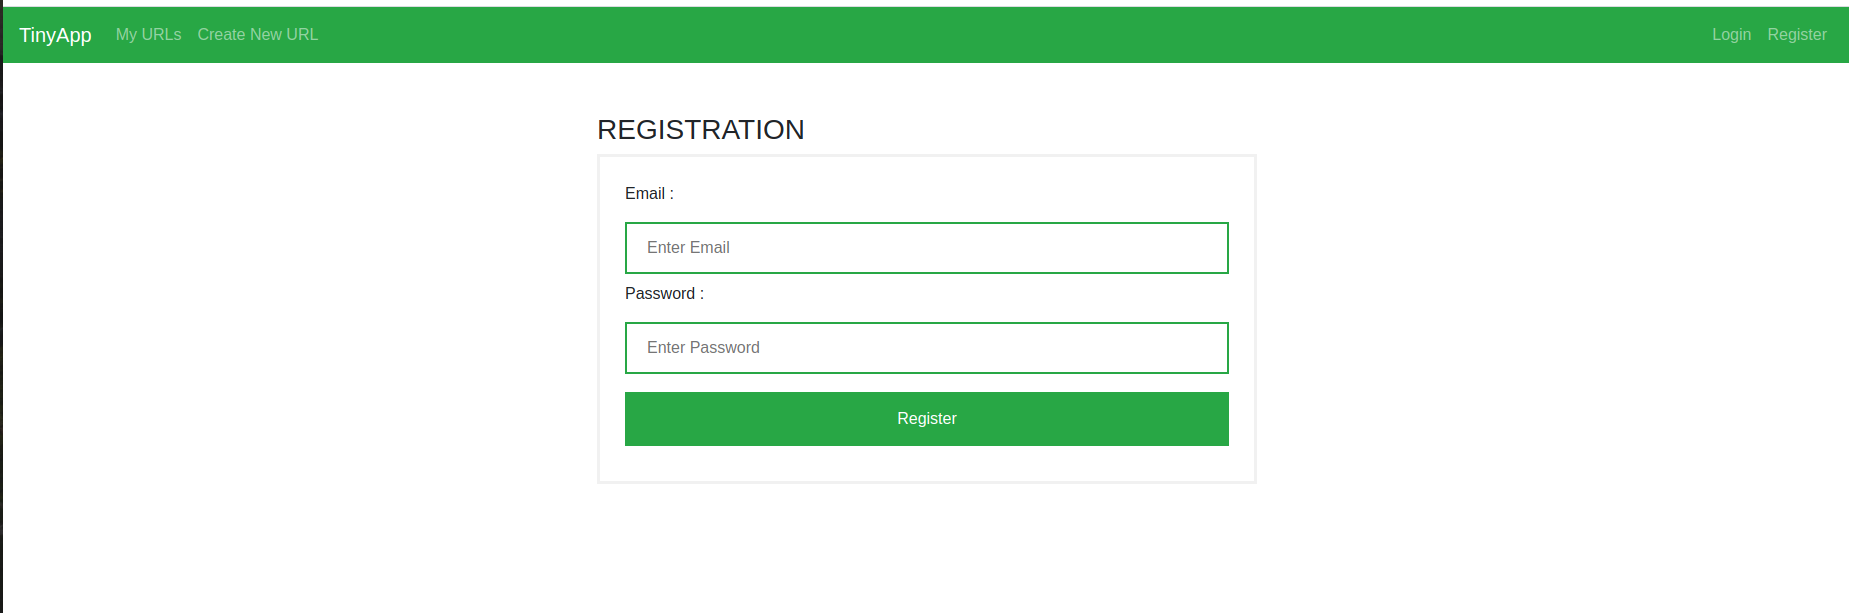 TinyApp My URLs Create New URL Login Register
REGISTRATION
Email :
Enter Email
Password :
Enter Password
Register